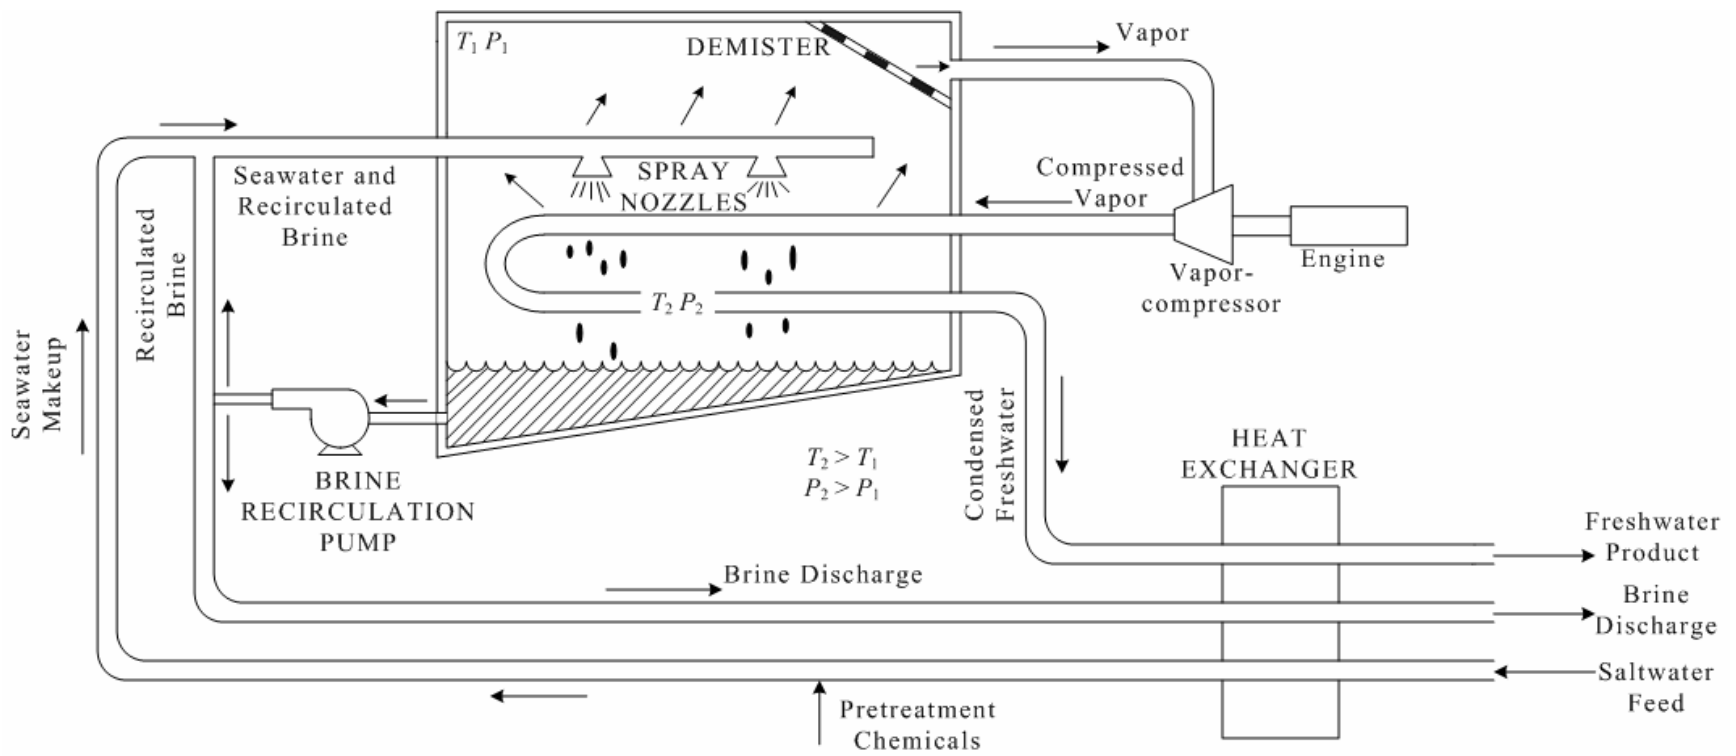 T₁ P₁
DEMISTER
Vapor
SPRAY
NOZZLES
Seawater and
Recirculated
Brine
Compressed
Vapor
Engine
Vapor-
compressor
Recirculated
Brine
T₂ P₂
Seawater
Makeup
BRINE
RECIRCULATION
PUMP
T₂ > T₁
P₂ > P₁
Condensed
Freshwater
HEAT
EXCHANGER
Freshwater
Product
Brine Discharge
Brine
Discharge
Saltwater
Feed
Pretreatment
Chemicals